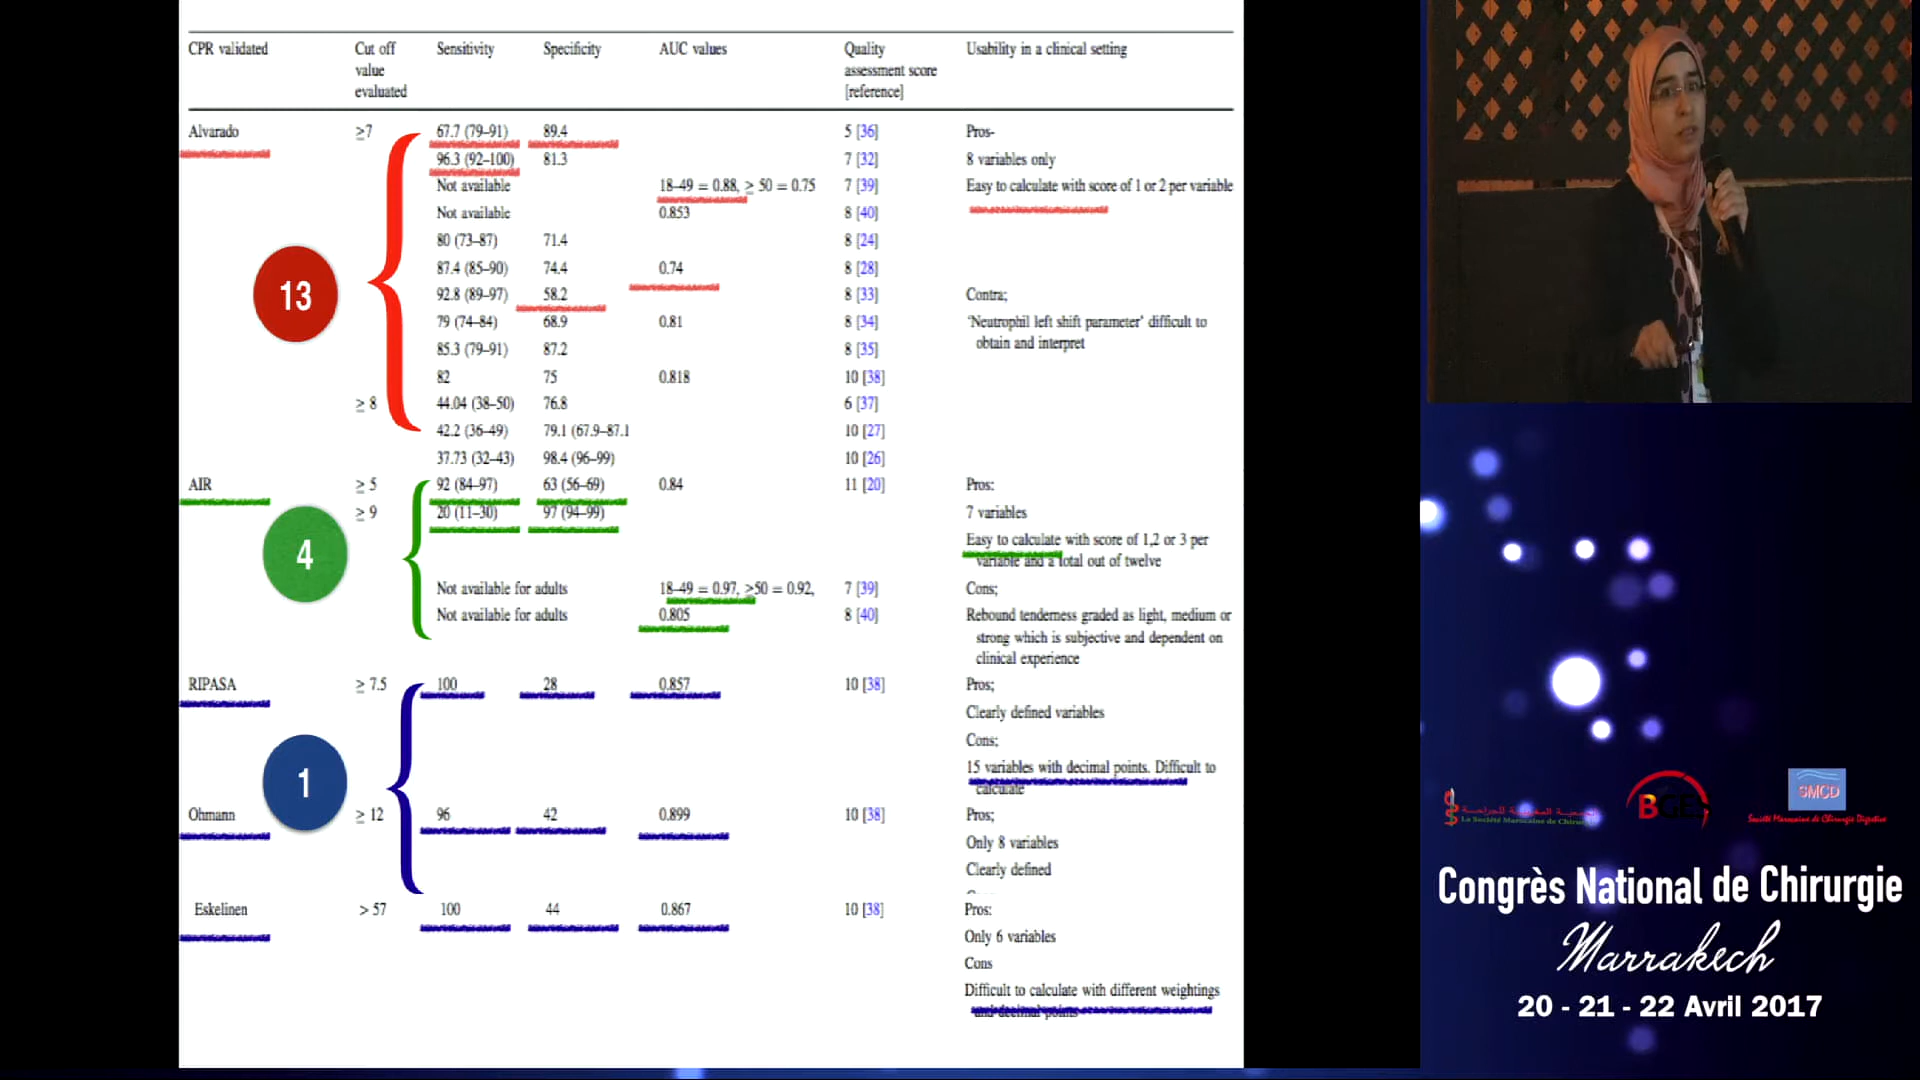 CPR validated Cut off value evaluated Sensitivity Specificity AUC values Quality assessment score [reference] Usability in a clinical setting
Alvarado ≥7 67.7 (79–91) 89.4 5 [36] Pros-
96.3 (92–100) 81.3 7 [32] 8 variables only
Not available 18–49 = 0.88, ≥ 50 = 0.75 7 [39] Easy to calculate with score of 1 or 2 per variable
Not available 0.853 8 [40]
80 (73–87) 71.4 8 [24]
87.4 (85–90) 74.4 0.74 8 [28]
13
92.8 (89–97) 58.2 8 [33] Contra;
79 (74–84) 68.9 0.81 8 [34] 'Neutrophil left shift parameter' difficult to
obtain and interpret
85.3 (79–91) 87.2 8 [35]
82 75 0.818 10 [38]
≥ 8 44.04 (38–50) 76.8 6 [37]
42.2 (36–49) 79.1 (67.9–87.1 10 [27]
37.73 (32–43) 98.4 (96–99) 10 [26]
AIR ≥ 5 92 (84–97) 63 (56–69) 0.84 11 [20] Pros:
≥ 9 20 (11–30) 97 (94–99) 7 variables
4
Easy to calculate with score of 1,2 or 3 per
variable and a total out of twelve
Not available for adults 18–49 = 0.97, ≥50 = 0.92, 7 [39] Cons;
Not available for adults 0.805 8 [40] Rebound tenderness graded as light, medium or
strong which is subjective and dependent on
clinical experience
RIPASA ≥ 7.5 100 28 0.857 10 [38] Pros;
Clearly defined variables
Cons;
1
15 variables with decimal points. Difficult to
calculate
Ohmann ≥ 12 96 42 0.899 10 [38] Pros;
Only 8 variables
Clearly defined
Eskelinen > 57 100 44 0.867 10 [38] Pros:
Only 6 variables
Cons
Difficult to calculate with different weightings
and decimal points
La Société Marocaine de
SMCD
Société Marocaine de Chirurgie Digestive
Congrès National de Chirurgie
Marrakech
20 - 21 - 22 Avril 2017